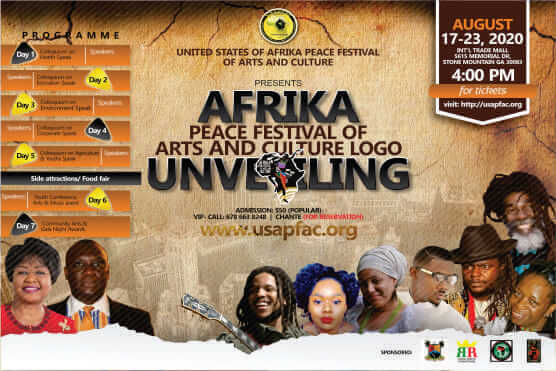 PROGRAMME
Day 1
Colloquium on
Health Speak
Speakers
Speakers
Colloquium on
Education Speak
Day 2
Day 3
Colloquium on
Environment Speak
Speakers
Speakers
Colloquium on
Corporate Speak
Day 4
Day 5
Colloquium on Agriculture
& Youths Speak
Speakers
Side attractions/ Food fair
Youth Conference
Arts & Music event
Day 6
Day 7
Community Arts &
Gala Night Awards
UNITED STATES OF AFRIKA PEACE FESTIVAL
OF ARTS AND CULTURE
PRESENTS
AFRIKA
PEACE FESTIVAL OF
ARTS AND CULTURE LOGO
UNVEILING
ADMISSION: $50 (POPULAR)
VIP- CALL: 678 663 8248 | CHANTE (FOR RESERVATION)
www.usapfac.org
AUGUST
17-23, 2020
INT'L TRADE MALL
5615 MEMORIAL DR,
STONE MOUNTAIN GA 30083
4:00 PM
for tickets
visit: http://usapfac.org
SPONSORED: